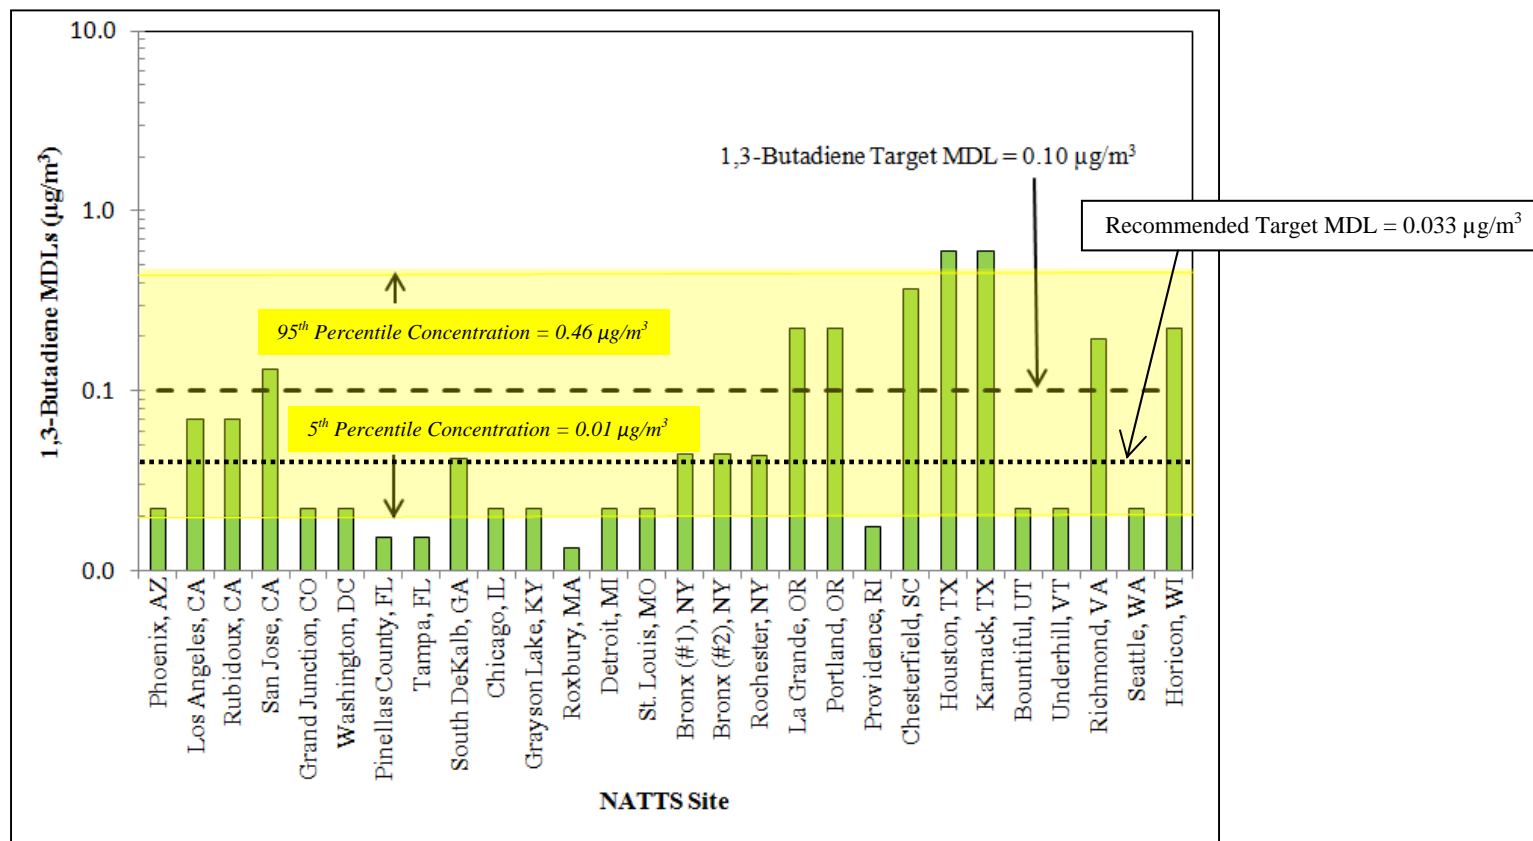 10.0
1.0
0.1
0.0
1,3-Butadiene MDLs (µg/m³)
1,3-Butadiene Target MDL = 0.10 µg/m³
Recommended Target MDL = 0.033 µg/m³
95th Percentile Concentration = 0.46 µg/m³
5th Percentile Concentration = 0.01 µg/m³
Phoenix, AZ
Los Angeles, CA
Rubidoux, CA
San Jose, CA
Grand Junction, CO
Washington, DC
Pinellas County, FL
Tampa, FL
South DeKalb, GA
Chicago, IL
Grayson Lake, KY
Roxbury, MA
Detroit, MI
St. Louis, MO
Bronx (#1), NY
Bronx (#2), NY
Rochester, NY
La Grande, OR
Portland, OR
Providence, RI
Chesterfield, SC
Houston, TX
Karnack, TX
Bountiful, UT
Underhill, VT
Richmond, VA
Seattle, WA
Horicon, WI
NATTS Site